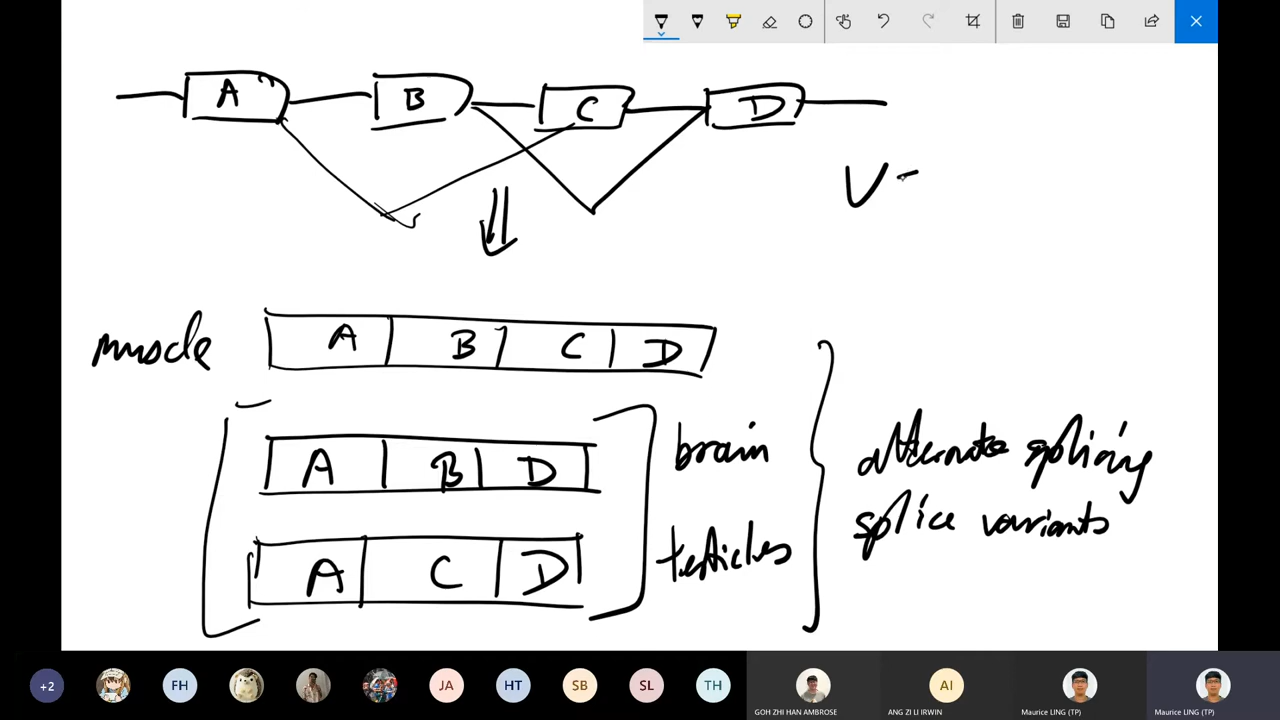 A B C D
V
muscle A B C D
A B D brain
A C D testicles
alternate splicing
splice variants
+2 FH JA HT SB SL TH AI
GOH ZHI HAN AMBROSE ANG ZI LI IRWIN Maurice LING (TP) Maurice LING (TP)